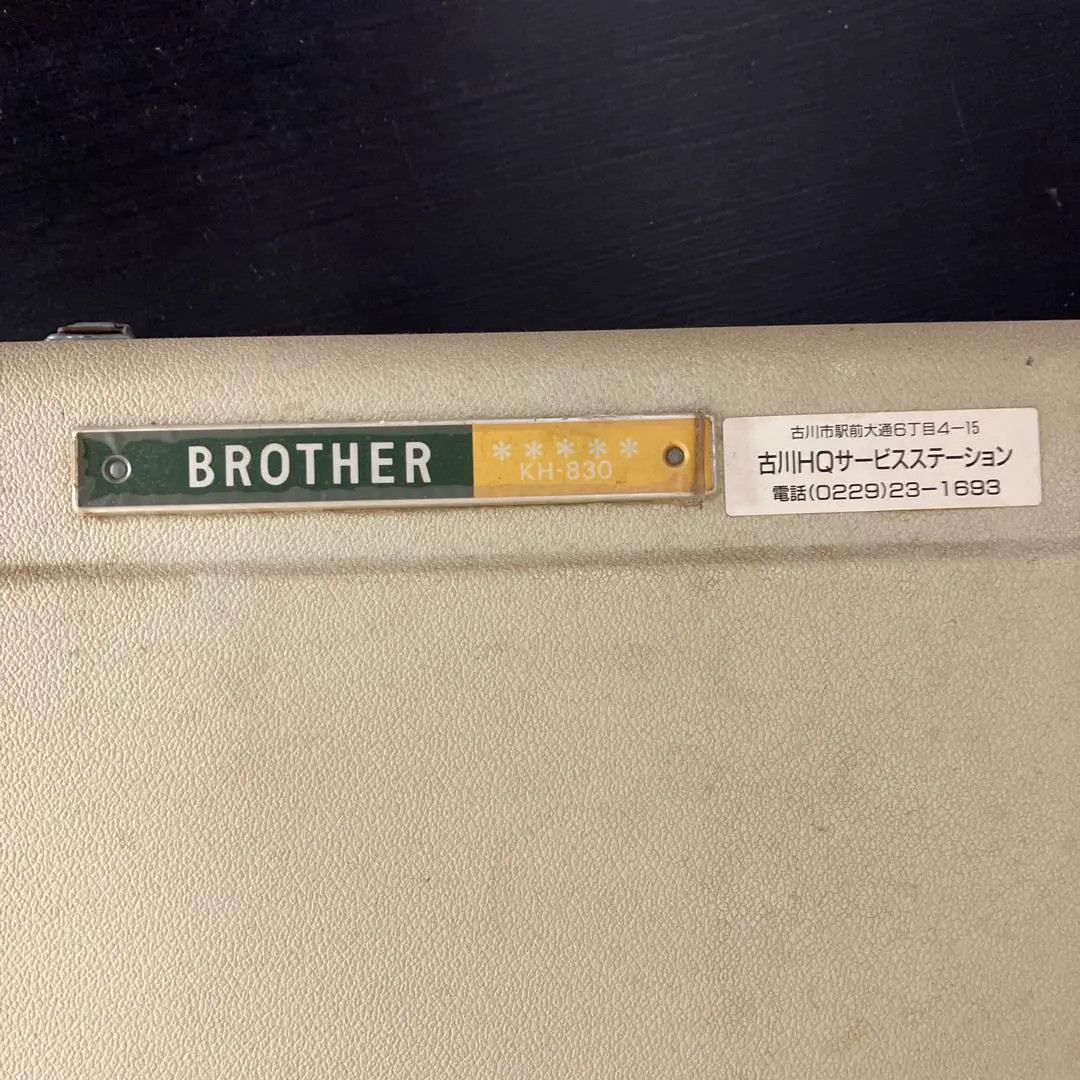 BROTHER
*****
KH-830
古川市駅前大通6丁目4-15
古川HQサービスステーション
電話(0229)23-1693